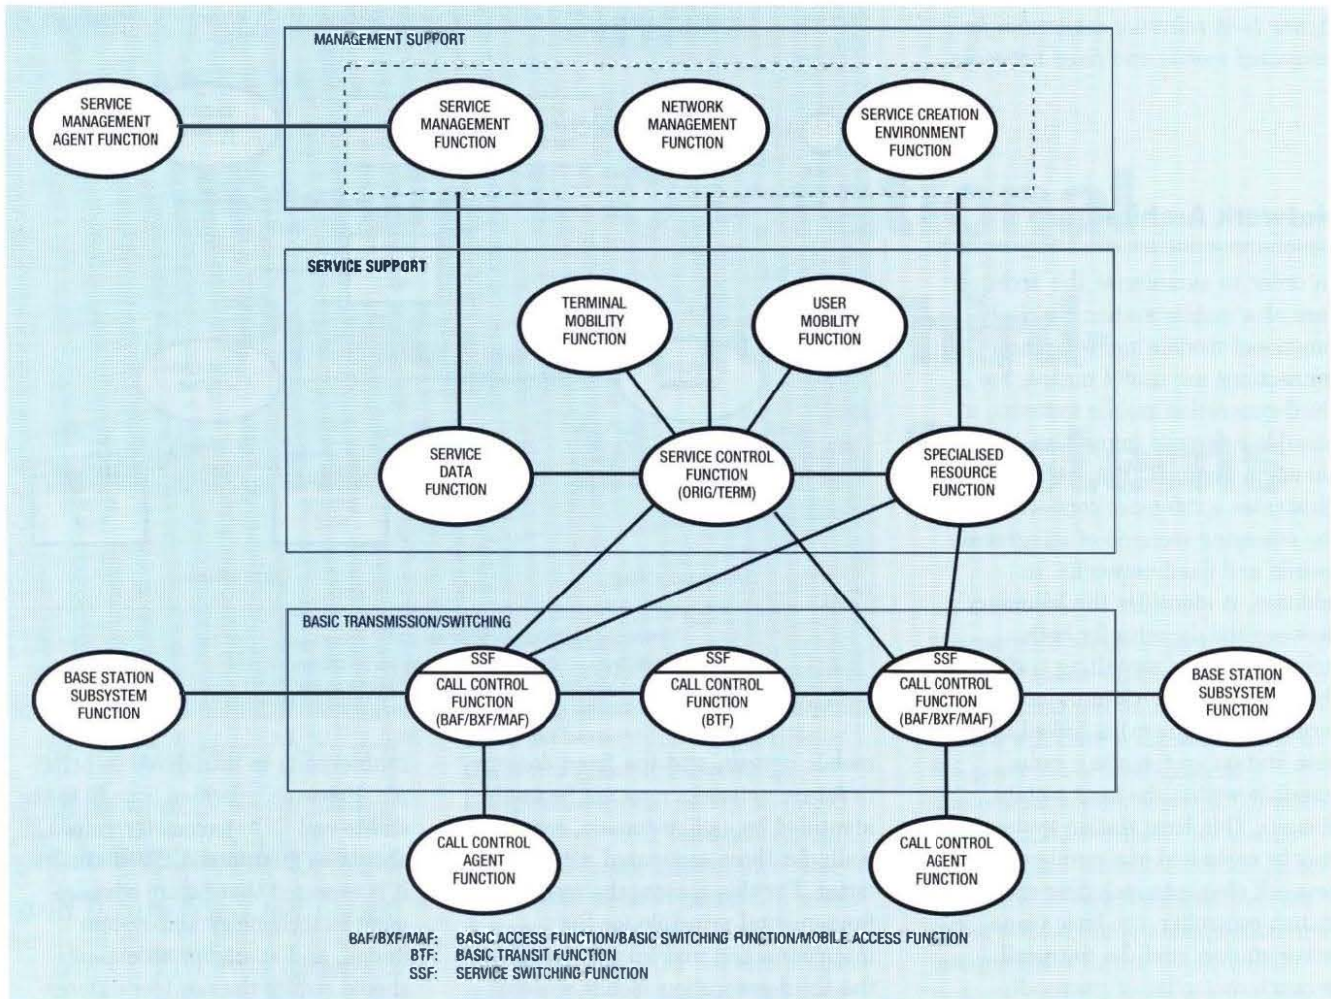 MANAGEMENT SUPPORT
SERVICE
MANAGEMENT
AGENT FUNCTION
SERVICE
MANAGEMENT
FUNCTION
NETWORK
MANAGEMENT
FUNCTION
SERVICE CREATION
ENVIRONMENT
FUNCTION
SERVICE SUPPORT
TERMINAL
MOBILITY
FUNCTION
USER
MOBILITY
FUNCTION
SERVICE
DATA
FUNCTION
SERVICE CONTROL
FUNCTION
(ORIG/TERM)
SPECIALISED
RESOURCE
FUNCTION
BASIC TRANSMISSION/SWITCHING
BASE STATION
SUBSYSTEM
FUNCTION
SSF
CALL CONTROL
FUNCTION
(BAF/BXF/MAF)
SSF
CALL CONTROL
FUNCTION
(BTF)
SSF
CALL CONTROL
FUNCTION
(BAF/BXF/MAF)
BASE STATION
SUBSYSTEM
FUNCTION
CALL CONTROL
AGENT
FUNCTION
CALL CONTROL
AGENT
FUNCTION
BAF/BXF/MAF: BASIC ACCESS FUNCTION/BASIC SWITCHING FUNCTION/MOBILE ACCESS FUNCTION
BTF: BASIC TRANSIT FUNCTION
SSF: SERVICE SWITCHING FUNCTION